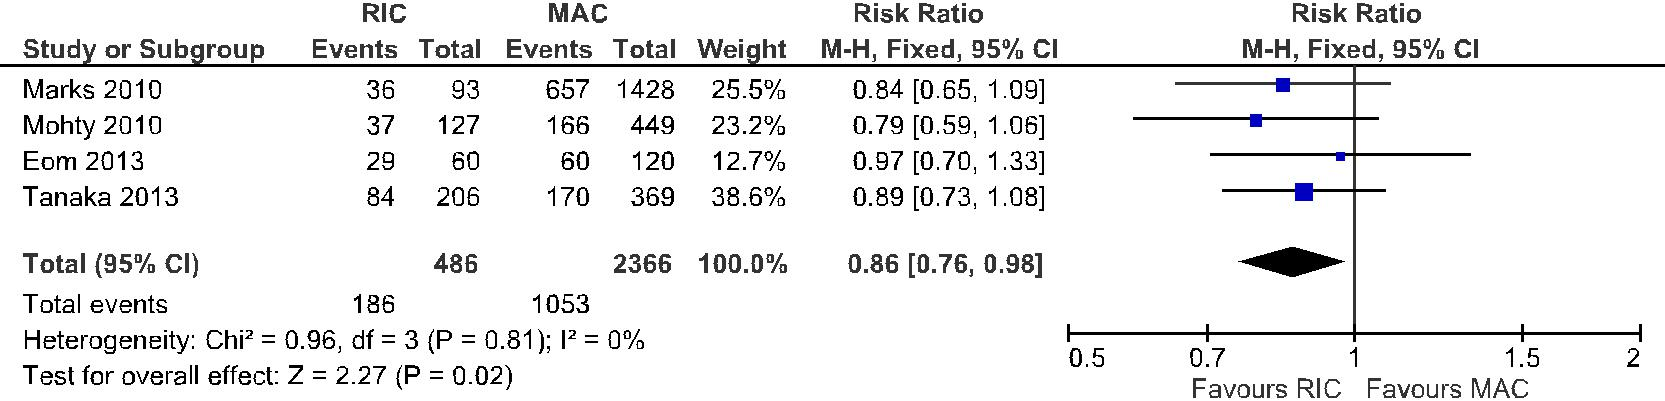 RIC MAC Risk Ratio Risk Ratio
Study or Subgroup Events Total Events Total Weight M-H, Fixed, 95% CI M-H, Fixed, 95% CI
Marks 2010 36 93 657 1428 25.5% 0.84 [0.65, 1.09]
Mohty 2010 37 127 166 449 23.2% 0.79 [0.59, 1.06]
Eom 2013 29 60 60 120 12.7% 0.97 [0.70, 1.33]
Tanaka 2013 84 206 170 369 38.6% 0.89 [0.73, 1.08]
Total (95% CI) 486 2366 100.0% 0.86 [0.76, 0.98]
Total events 186 1053
Heterogeneity: Chi² = 0.96, df = 3 (P = 0.81); I² = 0%
Test for overall effect: Z = 2.27 (P = 0.02)
0.5 0.7 1 1.5 2
Favours RIC Favours MAC